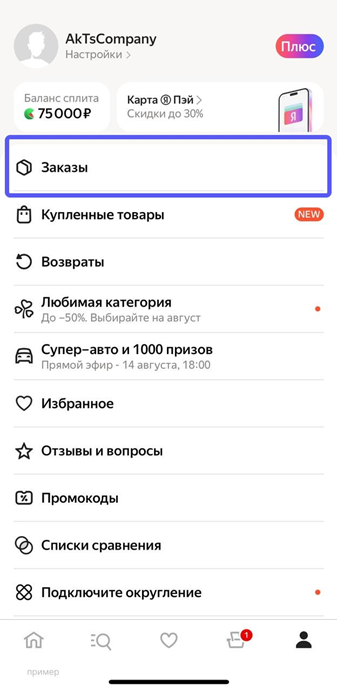 AkTsCompany
Настройки
Плюс
Баланс сплита
75 000 ₽
Карта Я Пэй
Скидки до 30%
Я
Заказы
Купленные товары
NEW
Возвраты
Любимая категория
До –50%. Выбирайте на август
Супер–авто и 1000 призов
Прямой эфир - 14 августа, 18:00
Избранное
Отзывы и вопросы
Промокоды
Списки сравнения
Подключите округление
1
пример